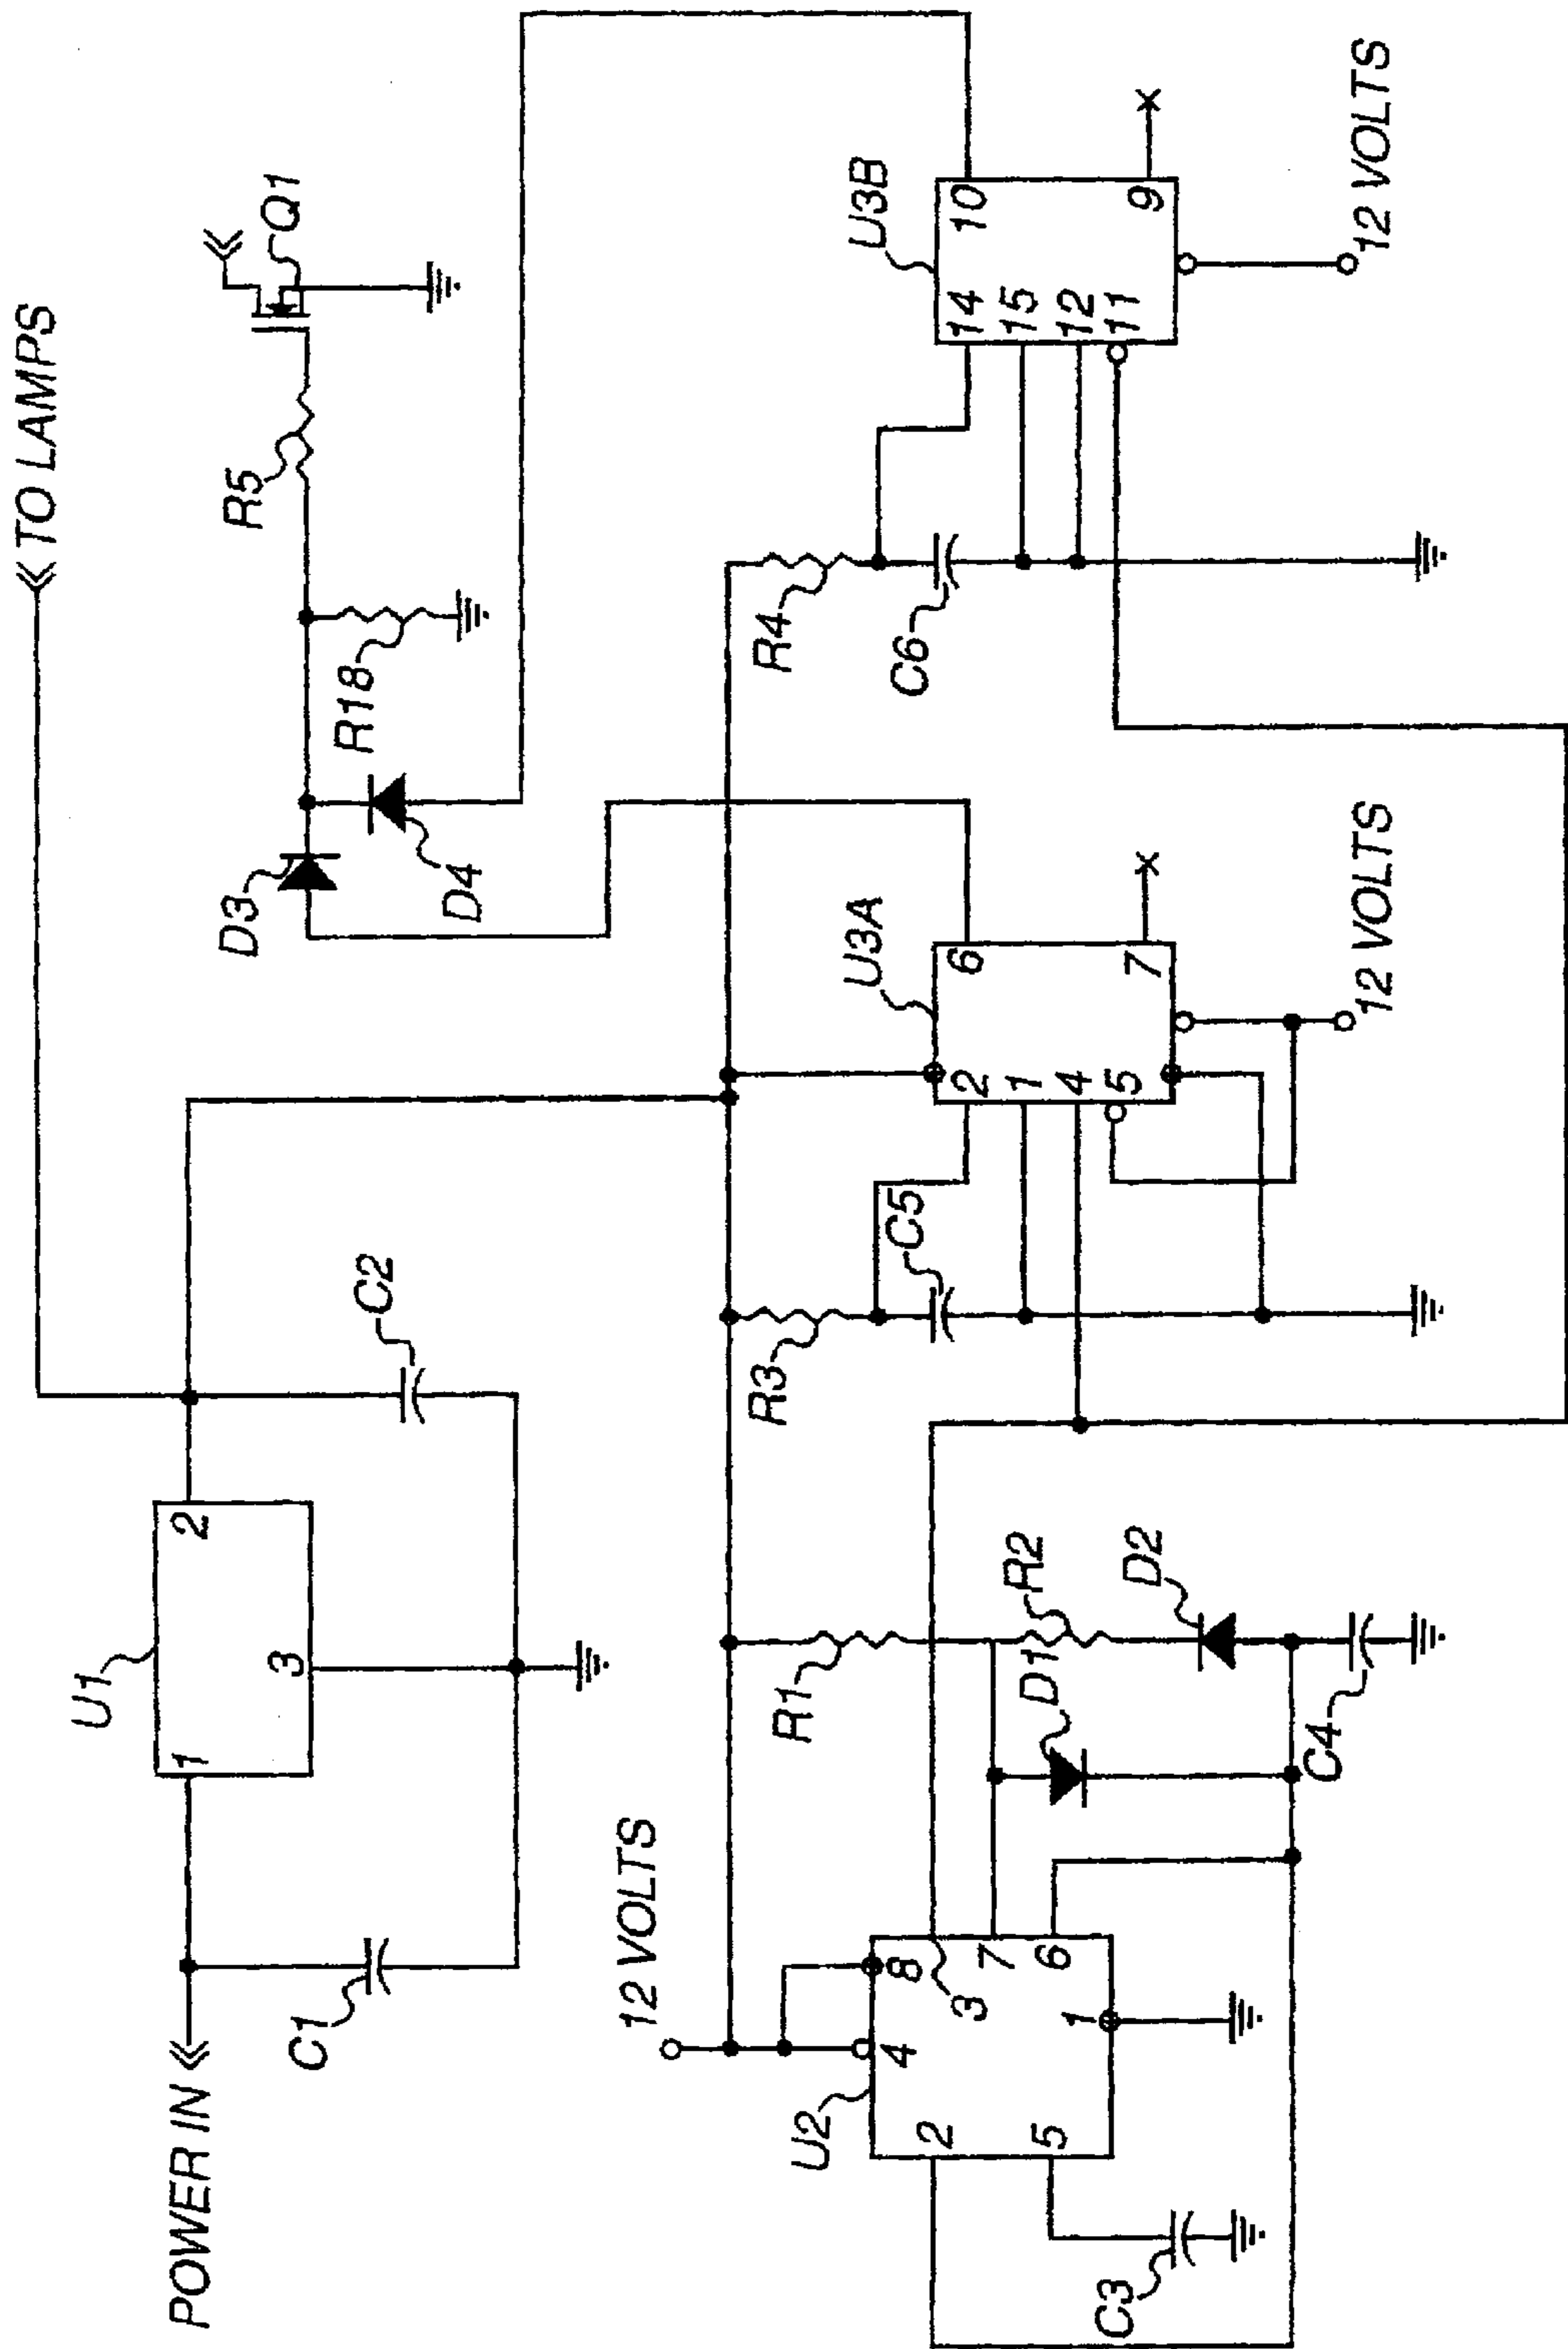 TO LAMPS
POWER IN
C1
U1
1
2
3
C2
D3
D4
R18
R5
Q1
12 VOLTS
U2
4
8
3
7
6
2
5
1
C3
R1
D1
R2
D2
C4
R3
C5
U3A
2
1
4
5
6
7
12 VOLTS
R4
C6
U3B
14
15
12
11
10
9
12 VOLTS